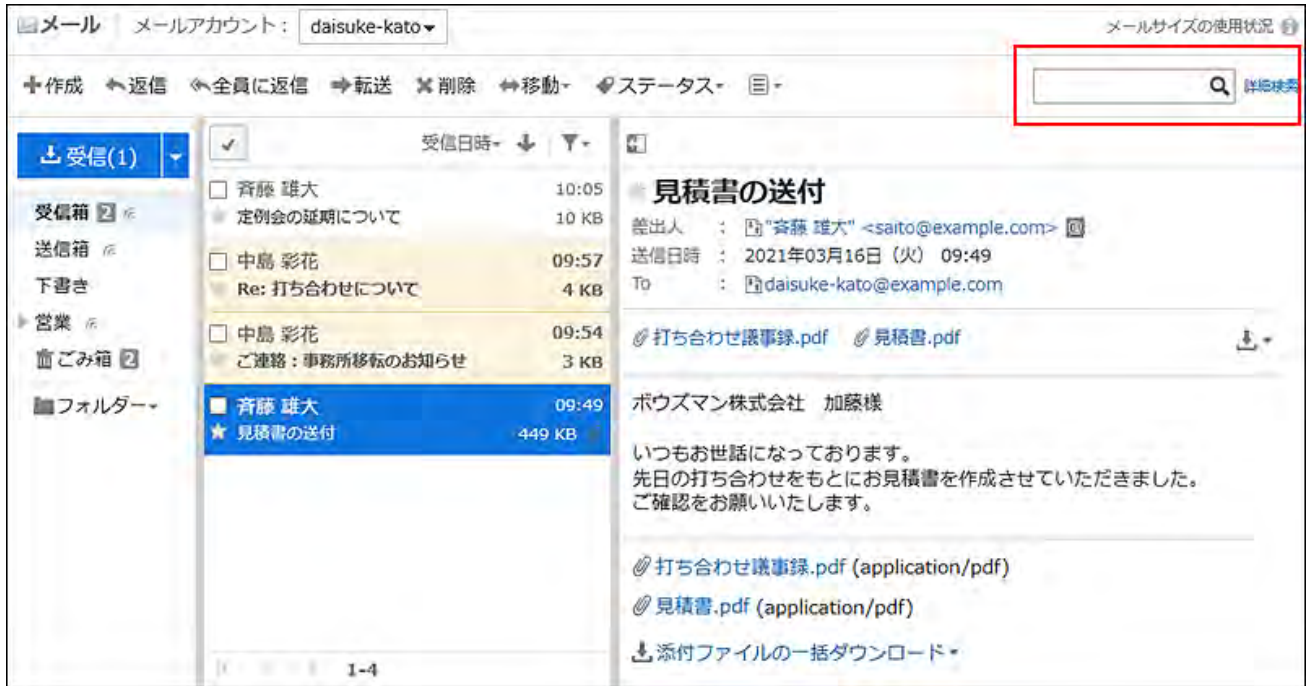 メール メールアカウント： daisuke-kato メールサイズの使用状況
作成 返信 全員に返信 転送 削除 移動 ステータス 詳細検索
受信(1)
受信箱 2
送信箱
下書き
営業
ごみ箱 2
フォルダー
受信日時
斉藤 雄大 10:05
定例会の延期について 10 KB
中島 彩花 09:57
Re: 打ち合わせについて 4 KB
中島 彩花 09:54
ご連絡：事務所移転のお知らせ 3 KB
斉藤 雄大 09:49
見積書の送付 449 KB
1-4
見積書の送付
差出人 ： "斉藤 雄大" <saito@example.com>
送信日時 ： 2021年03月16日（火） 09:49
To ： daisuke-kato@example.com
打ち合わせ議事録.pdf 見積書.pdf
ボウズマン株式会社　加藤様
いつもお世話になっております。
先日の打ち合わせをもとにお見積書を作成させていただきました。
ご確認をお願いいたします。
打ち合わせ議事録.pdf (application/pdf)
見積書.pdf (application/pdf)
添付ファイルの一括ダウンロード